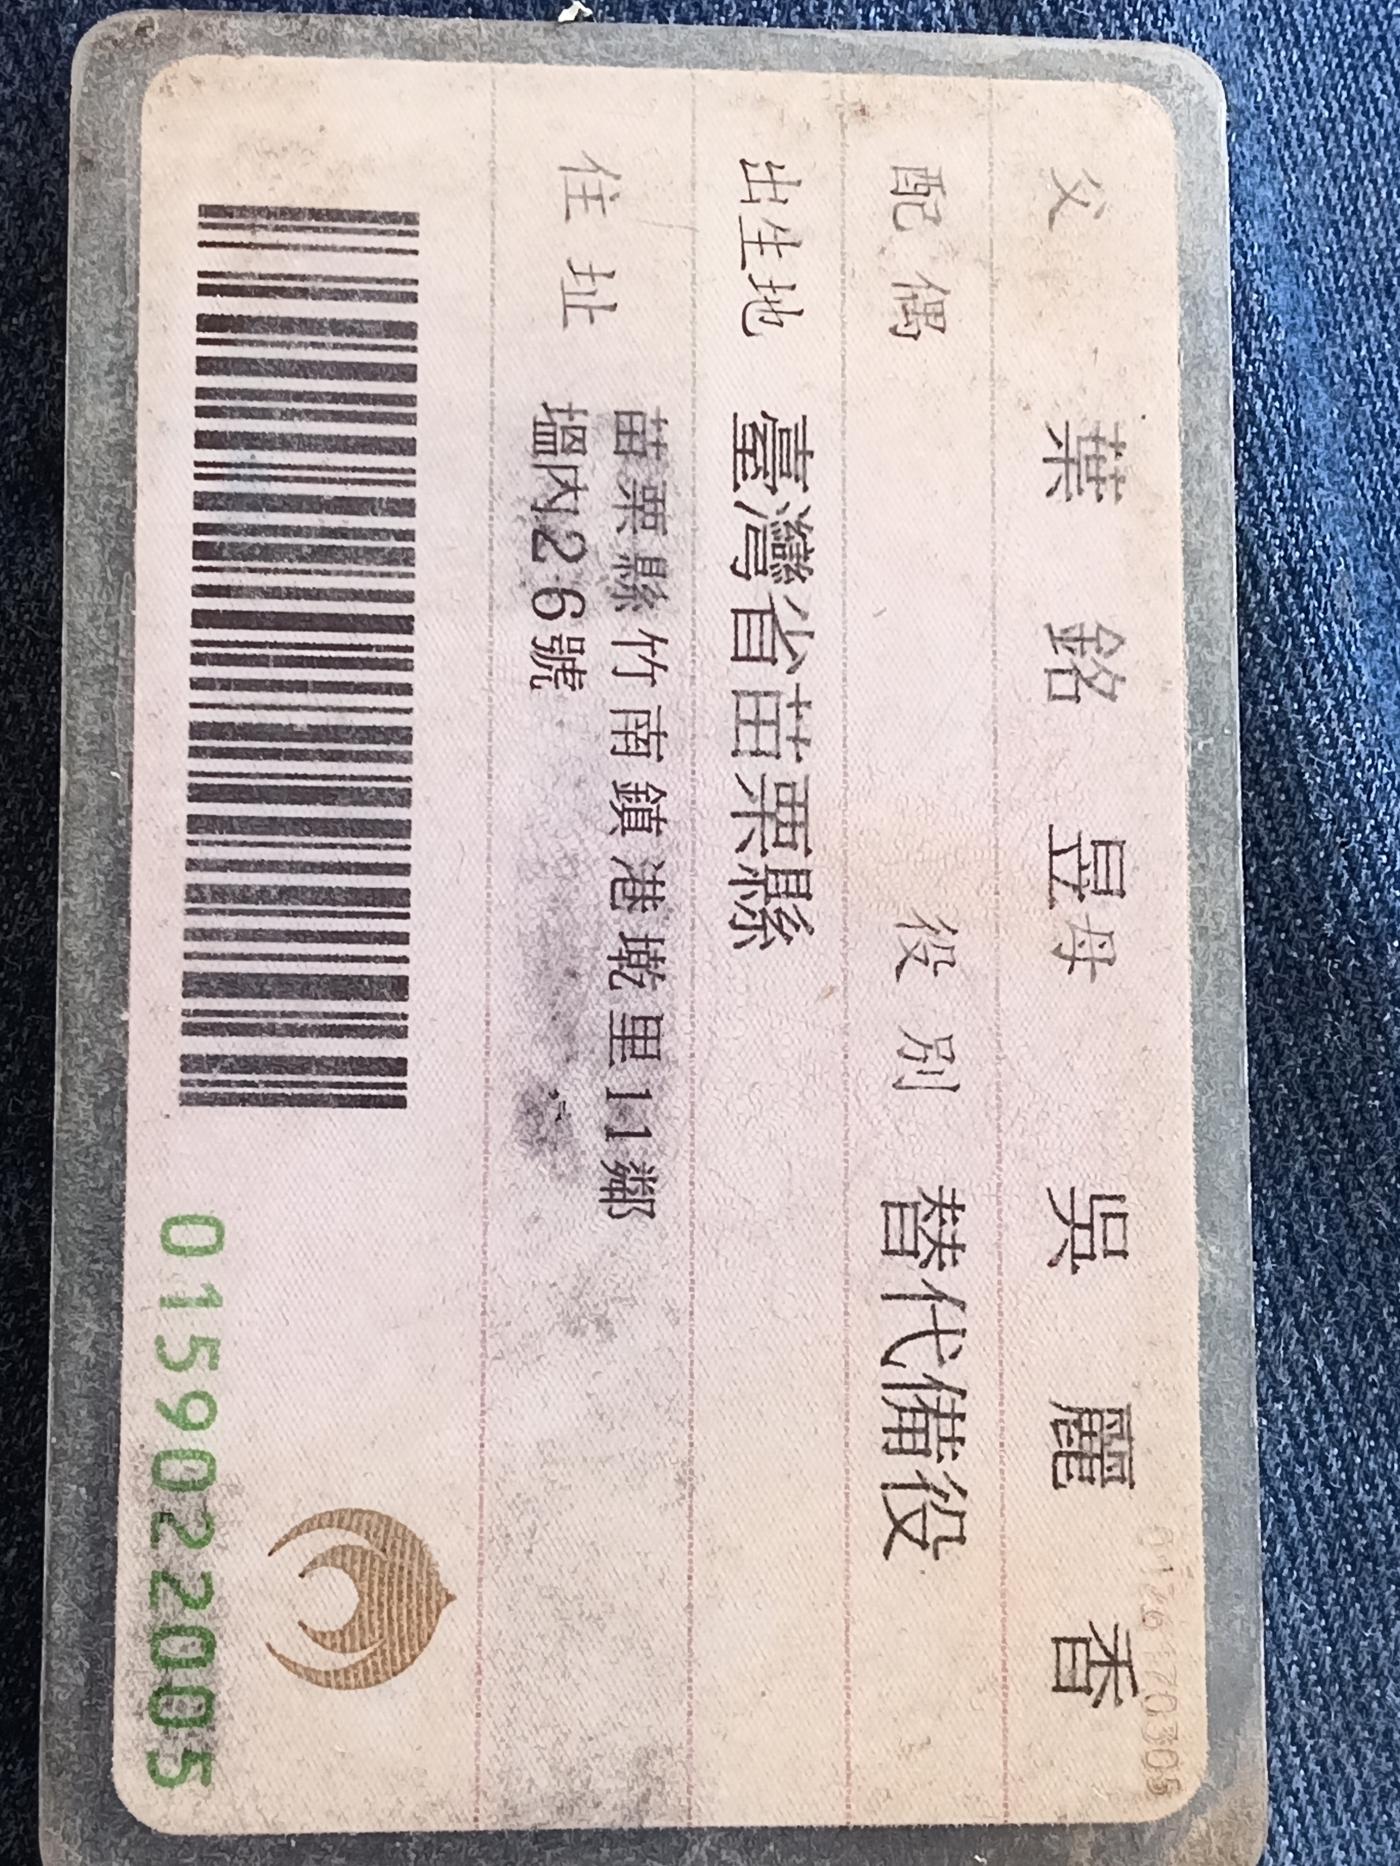 0176170305
父 葉銘昱 母 吳麗香
配偶 役別 替代備役
出生地 臺灣省苗栗縣
住址 苗栗縣竹南鎮港墘里11鄰
塭內26號
0159022005